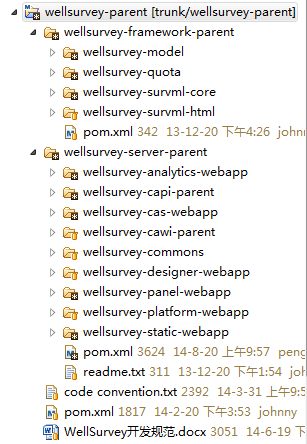 wellsurvey-parent [trunk/wellsurvey-parent]
wellsurvey-framework-parent
wellsurvey-model
wellsurvey-quota
wellsurvey-survml-core
wellsurvey-survml-html
pom.xml 342 13-12-20 下午4:26 johnny
wellsurvey-server-parent
wellsurvey-analytics-webapp
wellsurvey-capi-parent
wellsurvey-cas-webapp
wellsurvey-cawi-parent
wellsurvey-commons
wellsurvey-designer-webapp
wellsurvey-panel-webapp
wellsurvey-platform-webapp
wellsurvey-static-webapp
pom.xml 3624 14-8-20 上午9:57 peng
readme.txt 311 13-12-20 下午1:54 joh
code convention.txt 2392 14-3-31 上午9:5
pom.xml 1817 14-2-20 下午3:53 johnny
WellSurvey开发规范.docx 3051 14-6-19 下